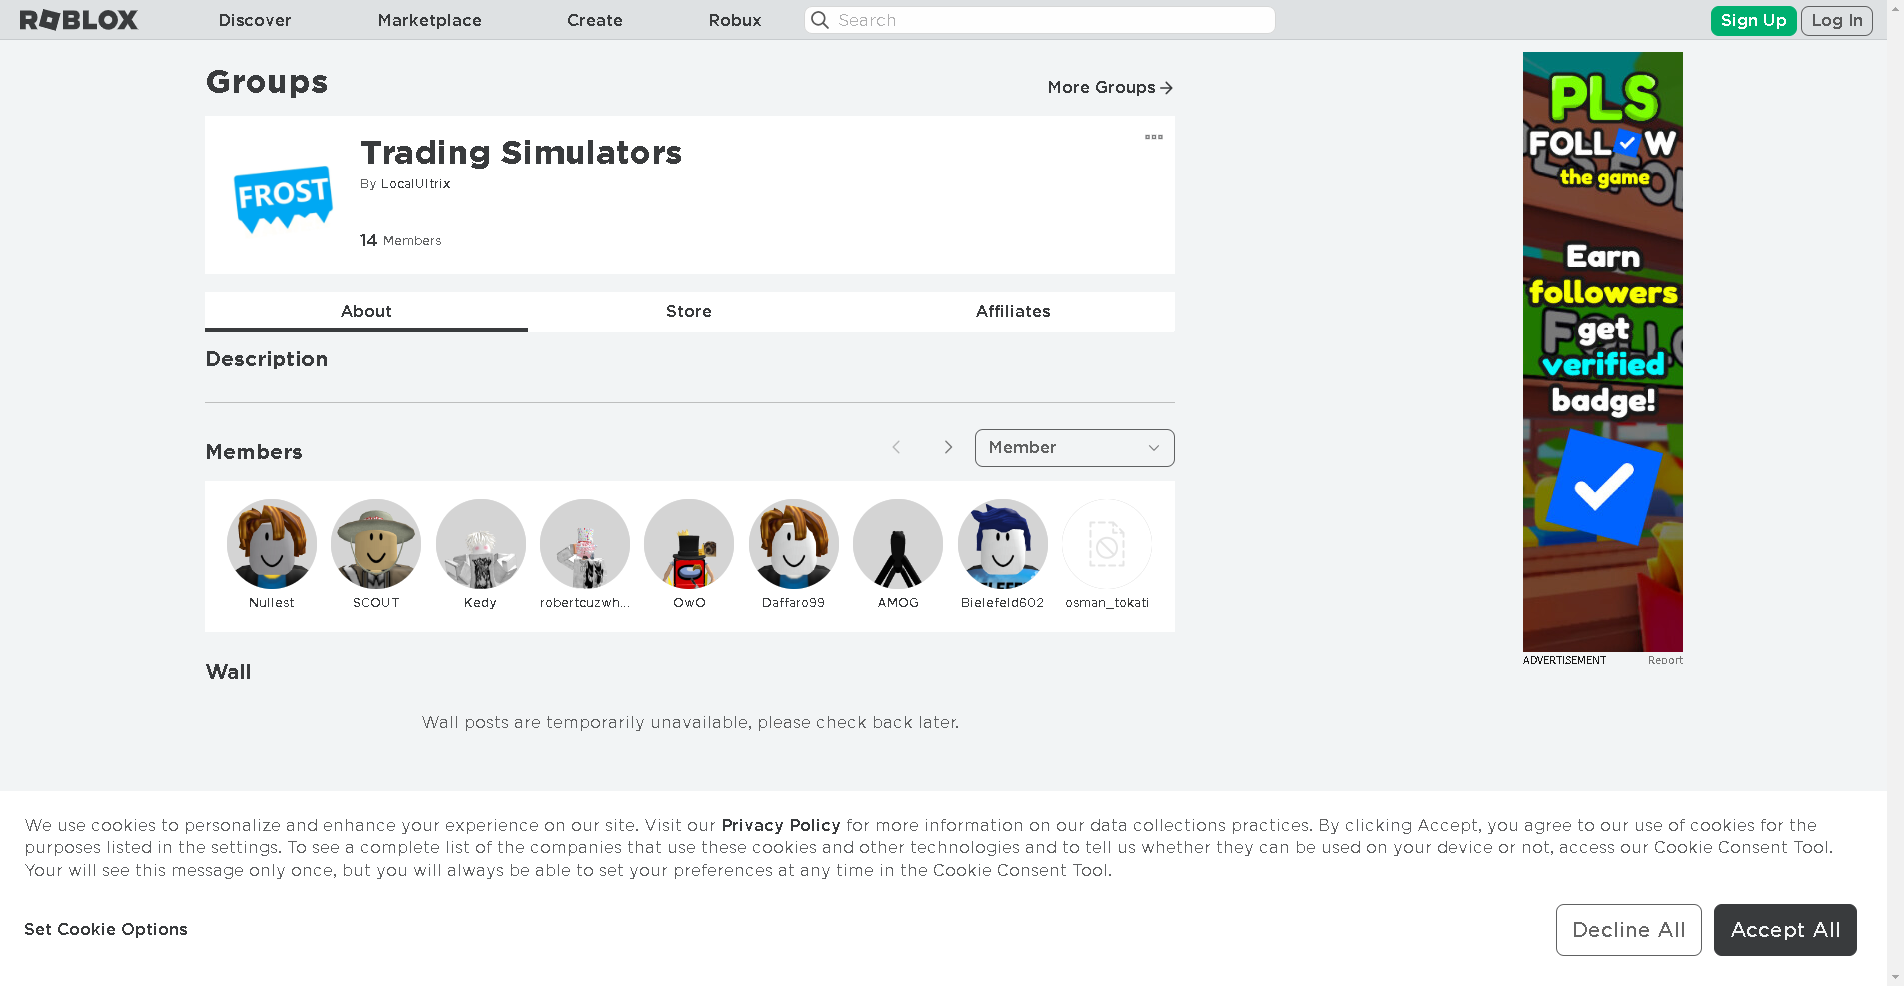 ROBLOX Discover Marketplace Create Robux Search Sign Up Log In
Groups
More Groups
Trading Simulators
FROST
By LocalUltrix
14 Members
About Store Affiliates
Description
Members
Member
Nullest SCOUT Kedy robertcuzwh... OwO Daffaro99 AMOG Bielefeld602 osman_tokati
Wall
Wall posts are temporarily unavailable, please check back later.
PLS
FOLLOW
the game
Earn
followers
get
verified
badge!
ADVERTISEMENT Report
We use cookies to personalize and enhance your experience on our site. Visit our Privacy Policy for more information on our data collections practices. By clicking Accept, you agree to our use of cookies for the
purposes listed in the settings. To see a complete list of the companies that use these cookies and other technologies and to tell us whether they can be used on your device or not, access our Cookie Consent Tool.
Your will see this message only once, but you will always be able to set your preferences at any time in the Cookie Consent Tool.
Set Cookie Options
Decline All
Accept All